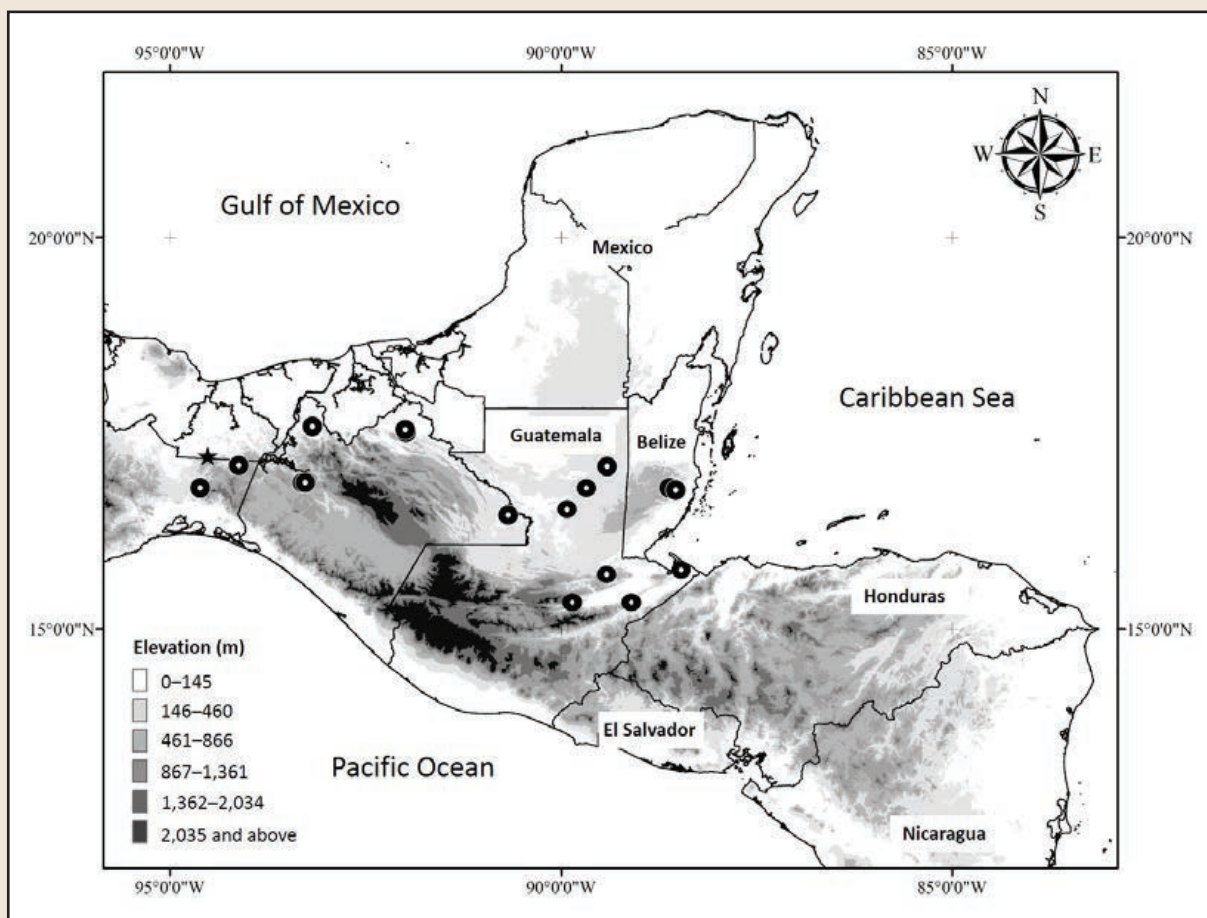 95°0'0"W 90°0'0"W 85°0'0"W
N
W E
S
Gulf of Mexico
20°0'0"N 20°0'0"N
Mexico
Caribbean Sea
Guatemala
Belize
Honduras
15°0'0"N 15°0'0"N
Elevation (m)
0–145
146–460
461–866
867–1,361
1,362–2,034
2,035 and above
El Salvador
Pacific Ocean
Nicaragua
95°0'0"W 90°0'0"W 85°0'0"W